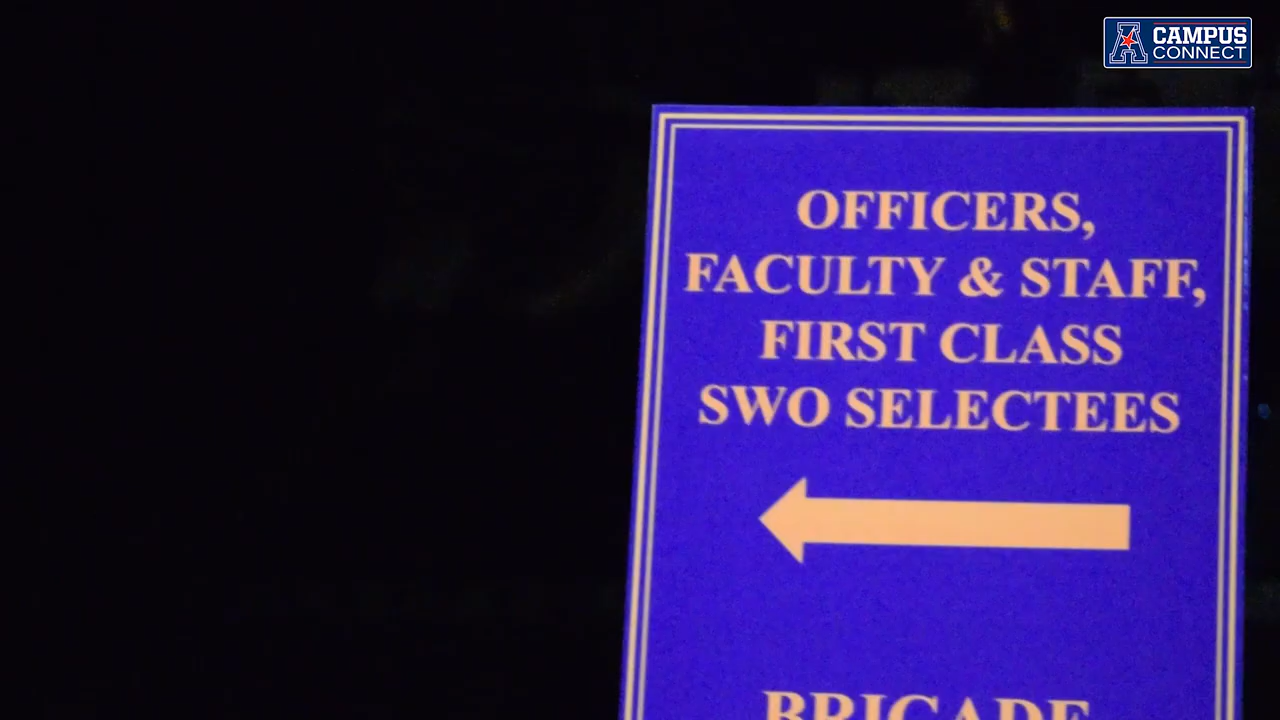 CAMPUS
CONNECT
OFFICERS,
FACULTY & STAFF,
FIRST CLASS
SWO SELECTEES
BRIGADE